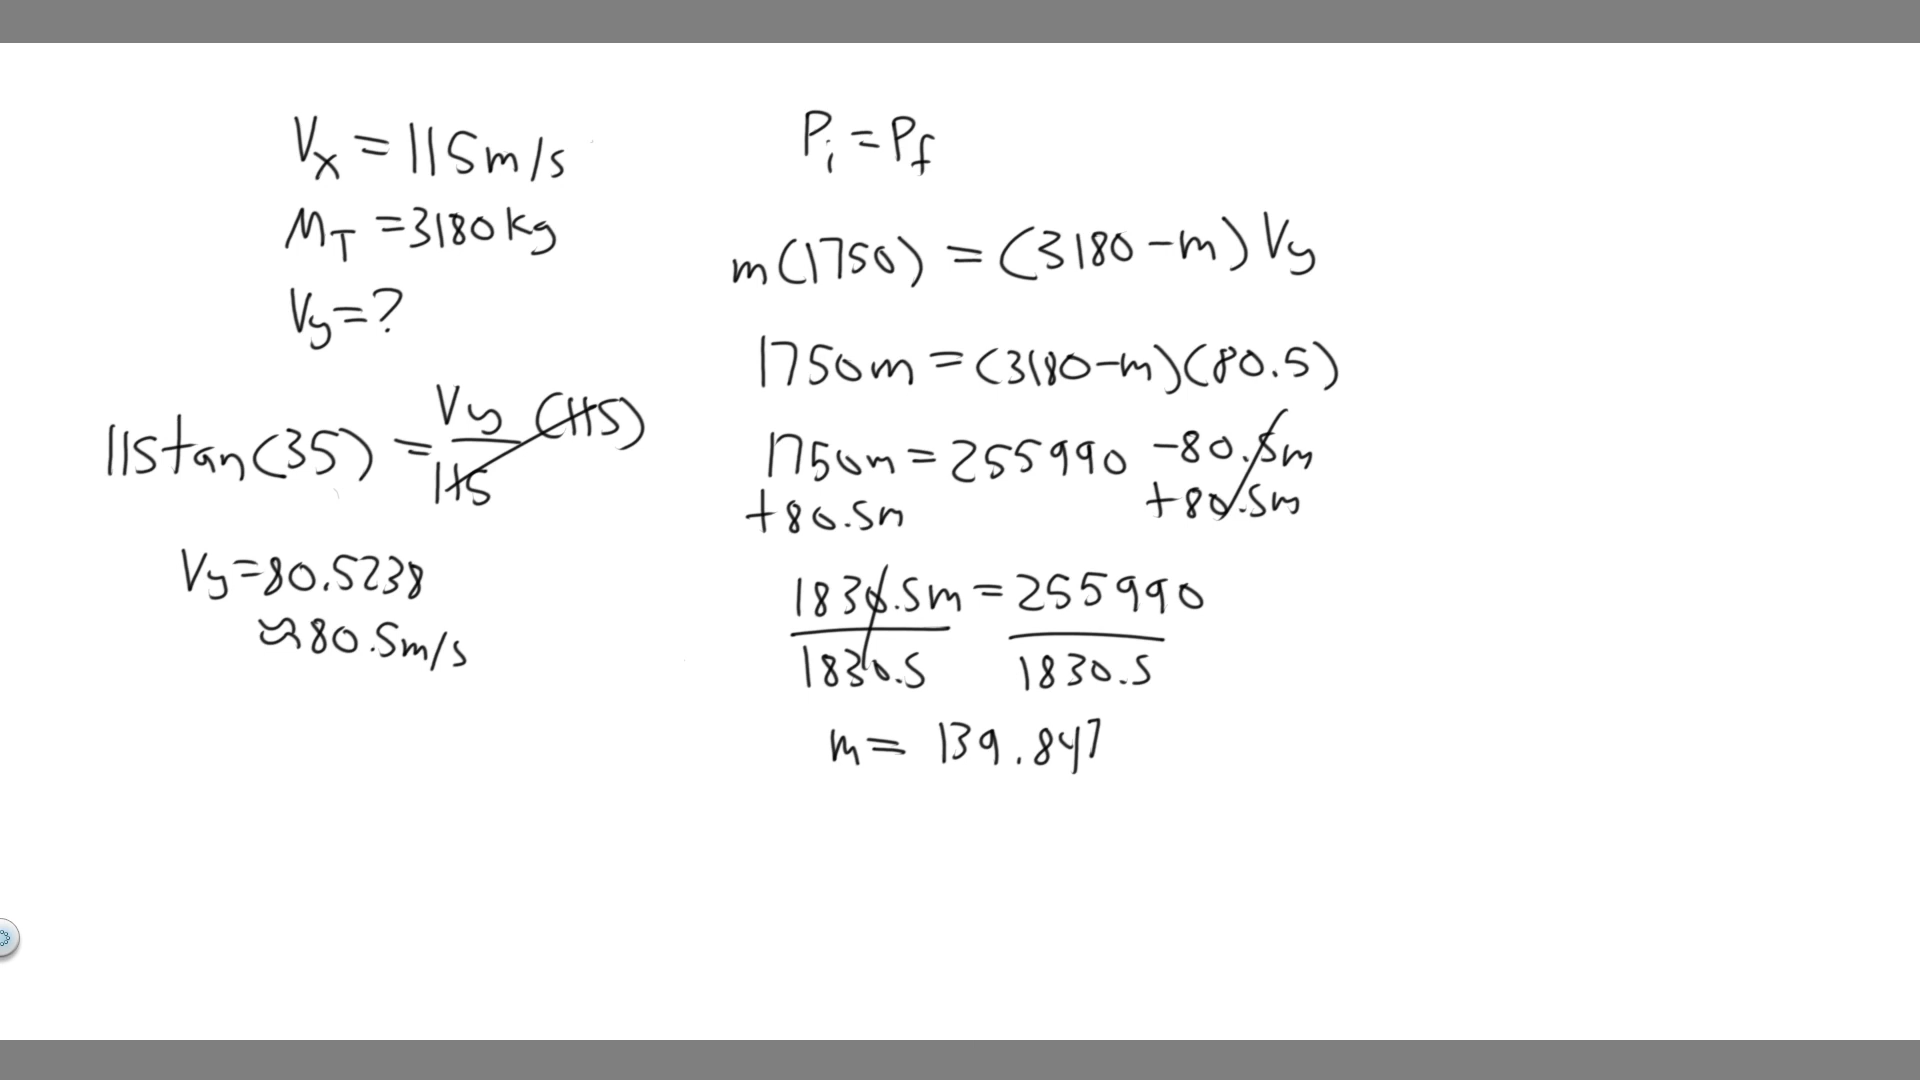 Vx = 115m/s
MT = 3180kg
Vy = ?
115tan(35) = Vy/115 (115)
Vy = 80.5238
≈ 80.5m/s
Pi = Pf
m(1750) = (3180-m)Vy
1750m = (3180-m)(80.5)
1750m = 255990 -80.5m
+80.5m +80.5m
1830.5m = 255990
1830.5 1830.5
m = 139.847